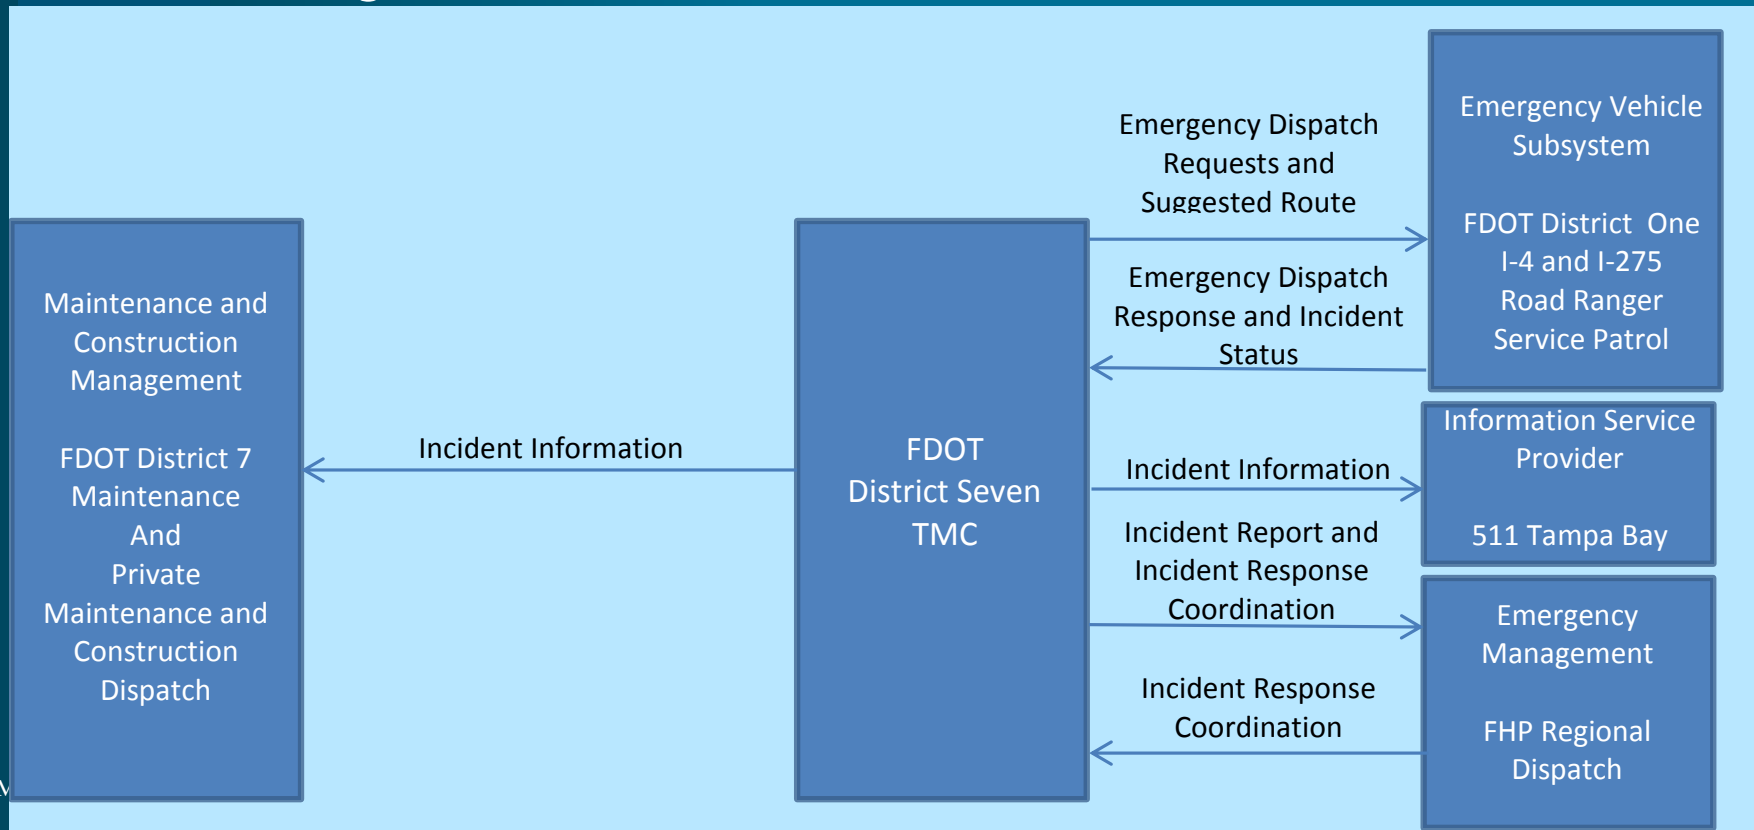 Maintenance and
Construction
Management
FDOT District 7
Maintenance
And
Private
Maintenance and
Construction
Dispatch
Incident Information
FDOT
District Seven
TMC
Emergency Dispatch
Requests and
Suggested Route
Emergency Dispatch
Response and Incident
Status
Incident Information
Incident Report and
Incident Response
Coordination
Incident Response
Coordination
Emergency Vehicle
Subsystem
FDOT District One
I-4 and I-275
Road Ranger
Service Patrol
Information Service
Provider
511 Tampa Bay
Emergency
Management
FHP Regional
Dispatch